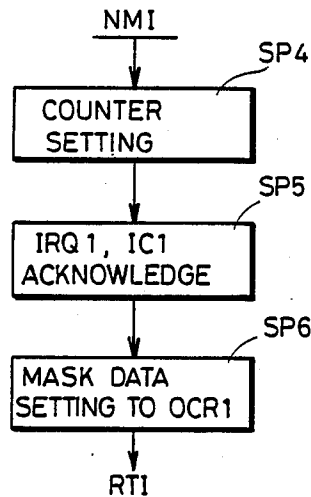 NMI
SP4
COUNTER
SETTING
SP5
IRQ1, IC1
ACKNOWLEDGE
SP6
MASK DATA
SETTING TO OCR1
RTI